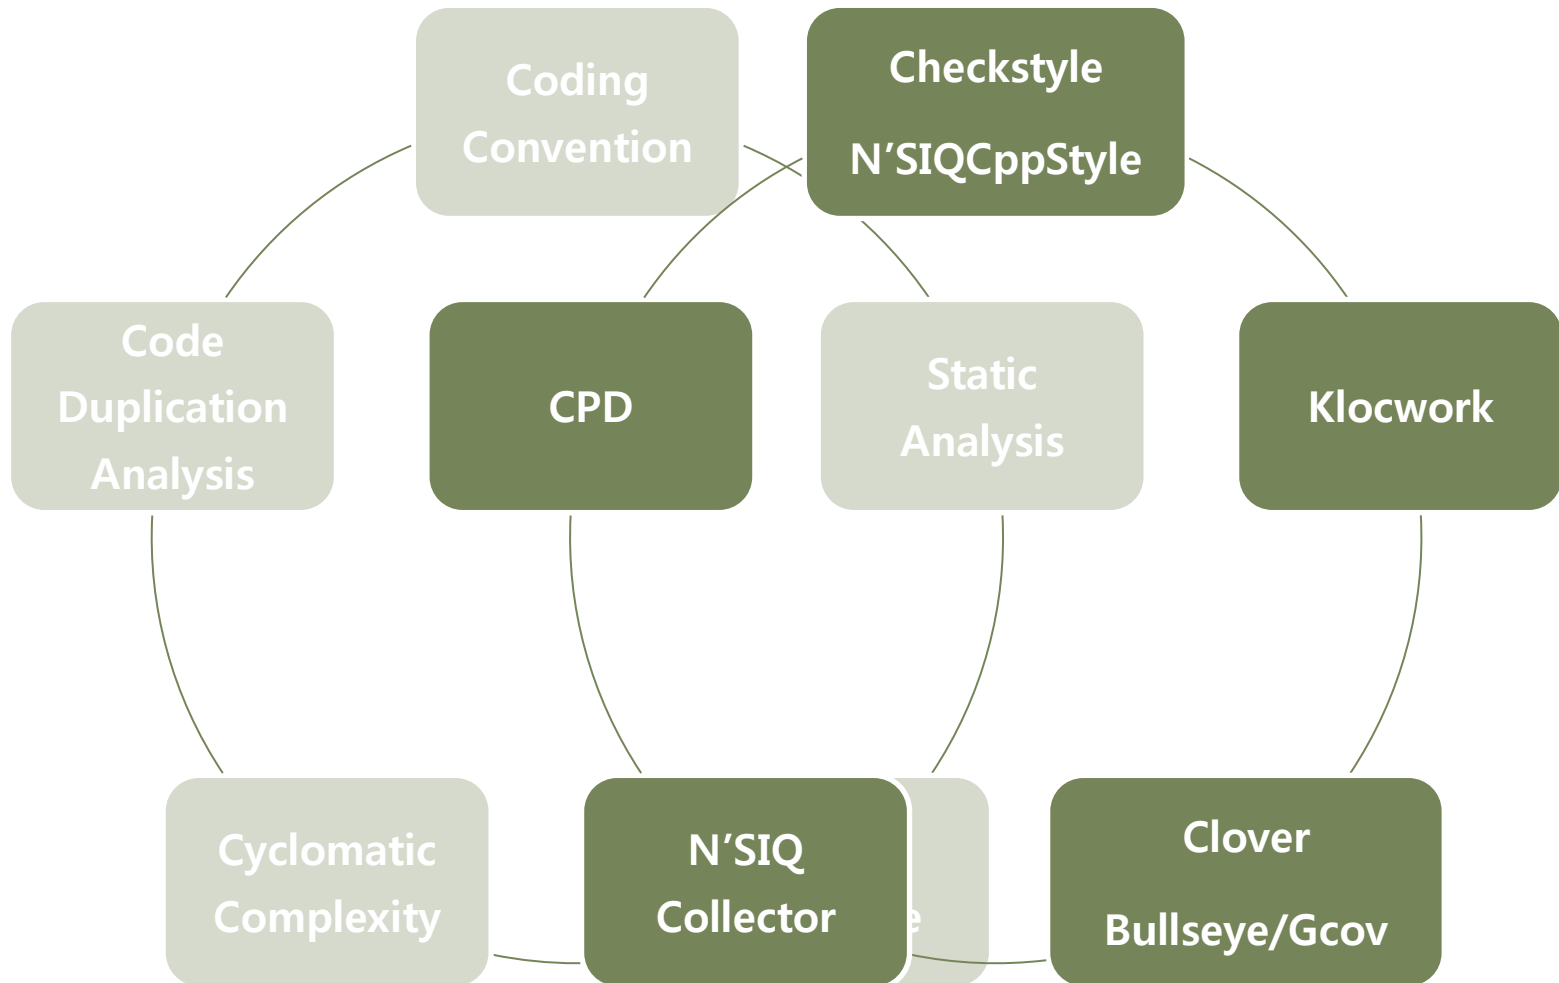 Coding
Convention
Checkstyle
N’SIQCppStyle
Code
Duplication
Analysis
CPD
Static
Analysis
Klocwork
Cyclomatic
Complexity
N’SIQ
Collector
Clover
Bullseye/Gcov